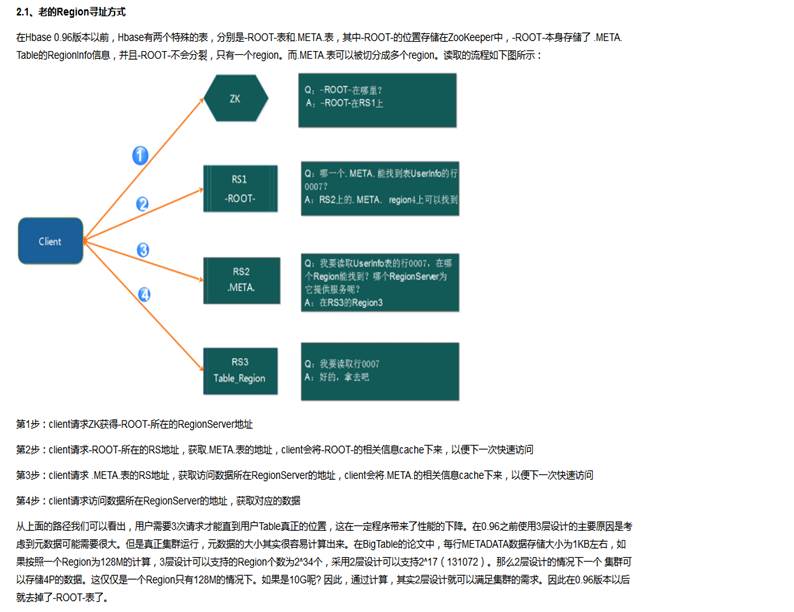 2.1、老的Region寻址方式
在Hbase 0.96版本以前，Hbase有两个特殊的表，分别是-ROOT-表和.META.表，其中-ROOT-的位置存储在ZooKeeper中，-ROOT-本身存储了 .META.
Table的RegionInfo信息，并且-ROOT-不会分裂，只有一个region。而.META.表可以被切分成多个region。读取的流程如下图所示：
ZK
Q：-ROOT-在哪里？
A：-ROOT-在RS1上
1
RS1
-ROOT-
Q：哪一个.META.能找到表UserInfo的行
0007？
A：RS2上的.META. region4上可以找到
2
Client
3
RS2
.META.
Q：我要读取UserInfo表的行0007，在哪
个Region能找到？哪个RegionServer为
它提供服务呢？
A：在RS3的Region3
4
RS3
Table_Region
Q：我要读取行0007
A：好的，拿去吧
第1步：client请求ZK获得-ROOT-所在的RegionServer地址
第2步：client请求-ROOT-所在的RS地址，获取.META.表的地址，client会将-ROOT-的相关信息cache下来，以便下一次快速访问
第3步：client请求 .META.表的RS地址，获取访问数据所在RegionServer的地址，client会将.META.的相关信息cache下来，以便下一次快速访问
第4步：client请求访问数据所在RegionServer的地址，获取对应的数据
从上面的路径我们可以看出，用户需要3次请求才能直到用户Table真正的位置，这在一定程序带来了性能的下降。在0.96之前使用3层设计的主要原因是考
虑到元数据可能需要很大。但是真正集群运行，元数据的大小其实很容易计算出来。在BigTable的论文中，每行METADATA数据存储大小为1KB左右，如
果按照一个Region为128M的计算，3层设计可以支持的Region个数为2^34个，采用2层设计可以支持2^17（131072）。那么2层设计的情况下一个 集群可
以存储4P的数据。这仅仅是一个Region只有128M的情况下。如果是10G呢? 因此，通过计算，其实2层设计就可以满足集群的需求。因此在0.96版本以后
就去掉了-ROOT-表了。